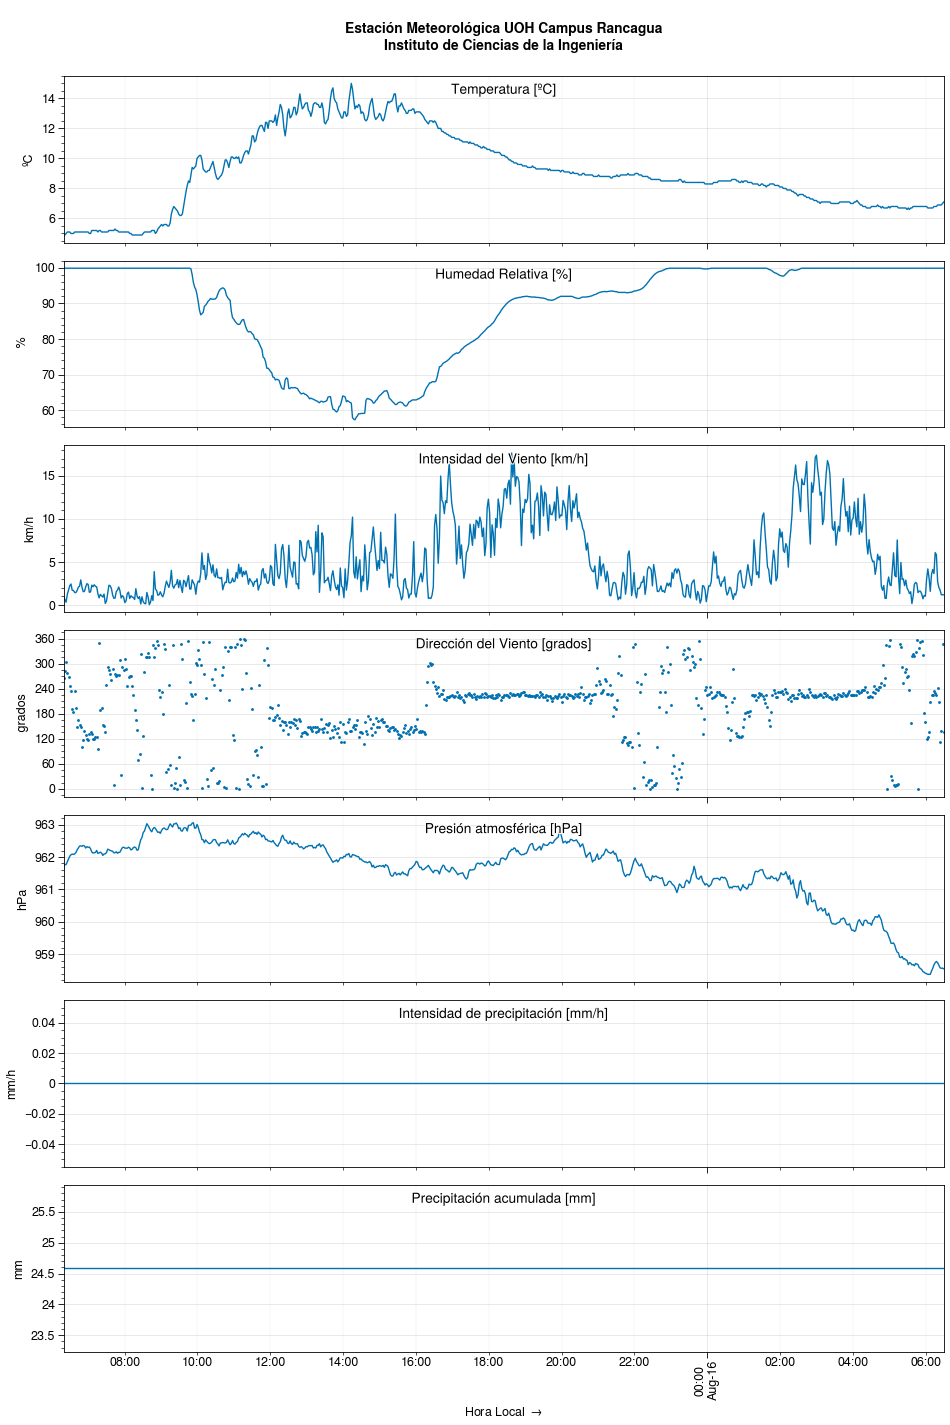 Estación Meteorológica UOH Campus Rancagua
Instituto de Ciencias de la Ingeniería
Temperatura [ºC]
ºC
14
12
10
8
6
Humedad Relativa [%]
%
100
90
80
70
60
Intensidad del Viento [km/h]
km/h
15
10
5
0
Dirección del Viento [grados]
grados
360
300
240
180
120
60
0
Presión atmosférica [hPa]
hPa
963
962
961
960
959
Intensidad de precipitación [mm/h]
mm/h
0.04
0.02
0
−0.02
−0.04
Precipitación acumulada [mm]
mm
25.5
25
24.5
24
23.5
08:00 10:00 12:00 14:00 16:00 18:00 20:00 22:00 00:00 02:00 04:00 06:00
Aug-16
Hora Local →